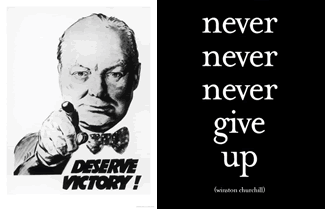 DESERVE
VICTORY!
never
never
never
give
up
(winston churchill)